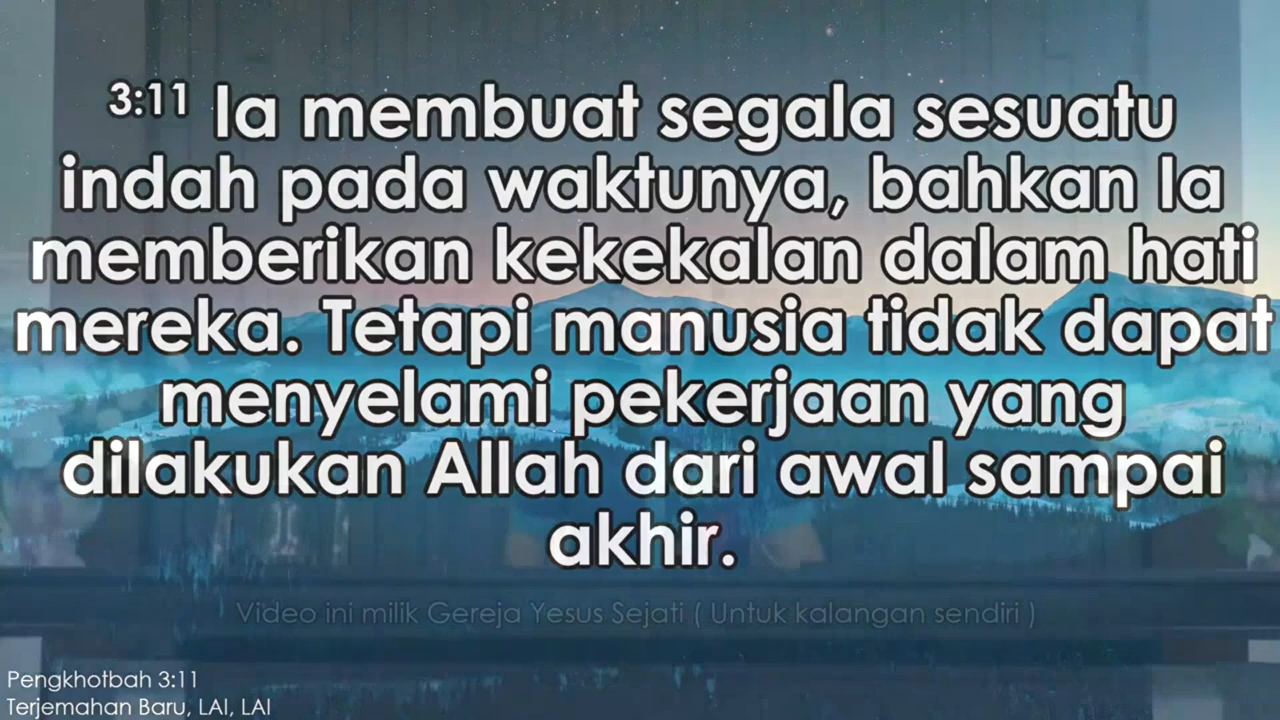 3:11 Ia membuat segala sesuatu
indah pada waktunya, bahkan Ia
memberikan kekekalan dalam hati
mereka. Tetapi manusia tidak dapat
menyelami pekerjaan yang
dilakukan Allah dari awal sampai
akhir.
Video ini milik Gereja Yesus Sejati ( Untuk kalangan sendiri )
Pengkhotbah 3:11
Terjemahan Baru, LAI, LAI